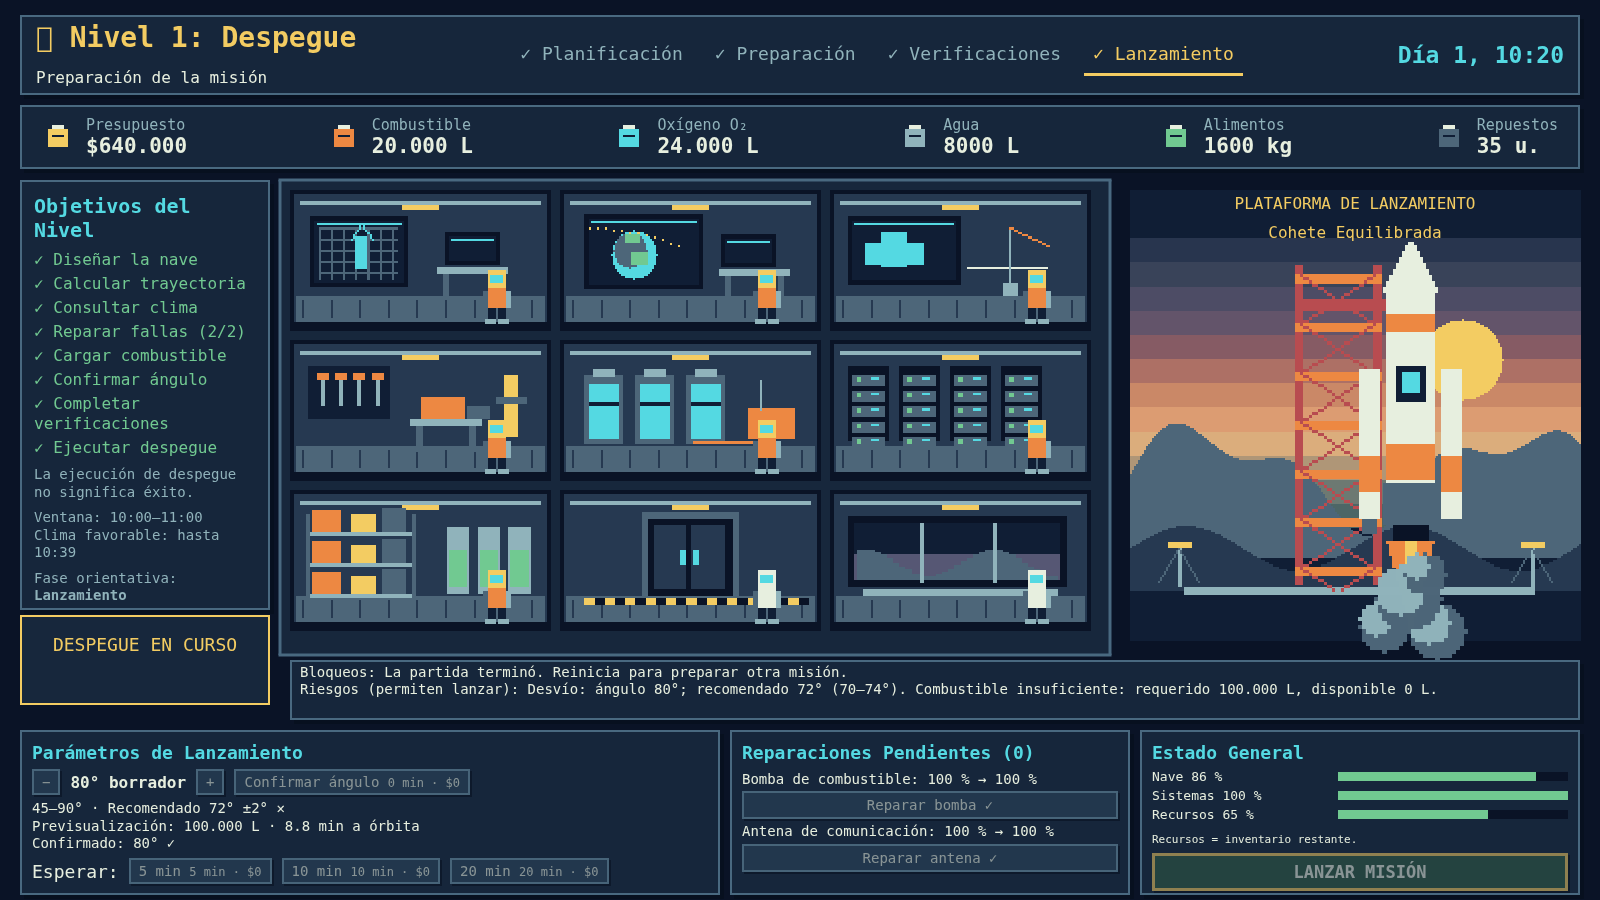 Nivel 1: Despegue
Preparación de la misión
✓ Planificación
✓ Preparación
✓ Verificaciones
✓ Lanzamiento
Día 1, 10:20
Presupuesto
$640.000
Combustible
20.000 L
Oxígeno O₂
24.000 L
Agua
8000 L
Alimentos
1600 kg
Repuestos
35 u.
Objetivos del
Nivel
✓ Diseñar la nave
✓ Calcular trayectoria
✓ Consultar clima
✓ Reparar fallas (2/2)
✓ Cargar combustible
✓ Confirmar ángulo
✓ Completar
verificaciones
✓ Ejecutar despegue
La ejecución de despegue
no significa éxito.
Ventana: 10:00–11:00
Clima favorable: hasta
10:39
Fase orientativa:
Lanzamiento
DESPEGUE EN CURSO
PLATAFORMA DE LANZAMIENTO
Cohete Equilibrada
Bloqueos: La partida terminó. Reinicia para preparar otra misión.
Riesgos (permiten lanzar): Desvío: ángulo 80°; recomendado 72° (70–74°). Combustible insuficiente: requerido 100.000 L, disponible 0 L.
Parámetros de Lanzamiento
− 80° borrador + Confirmar ángulo 0 min · $0
45–90° · Recomendado 72° ±2° ×
Previsualización: 100.000 L · 8.8 min a órbita
Confirmado: 80° ✓
Esperar: 5 min 5 min · $0 10 min 10 min · $0 20 min 20 min · $0
Reparaciones Pendientes (0)
Bomba de combustible: 100 % → 100 %
Reparar bomba ✓
Antena de comunicación: 100 % → 100 %
Reparar antena ✓
Estado General
Nave 86 %
Sistemas 100 %
Recursos 65 %
Recursos = inventario restante.
LANZAR MISIÓN